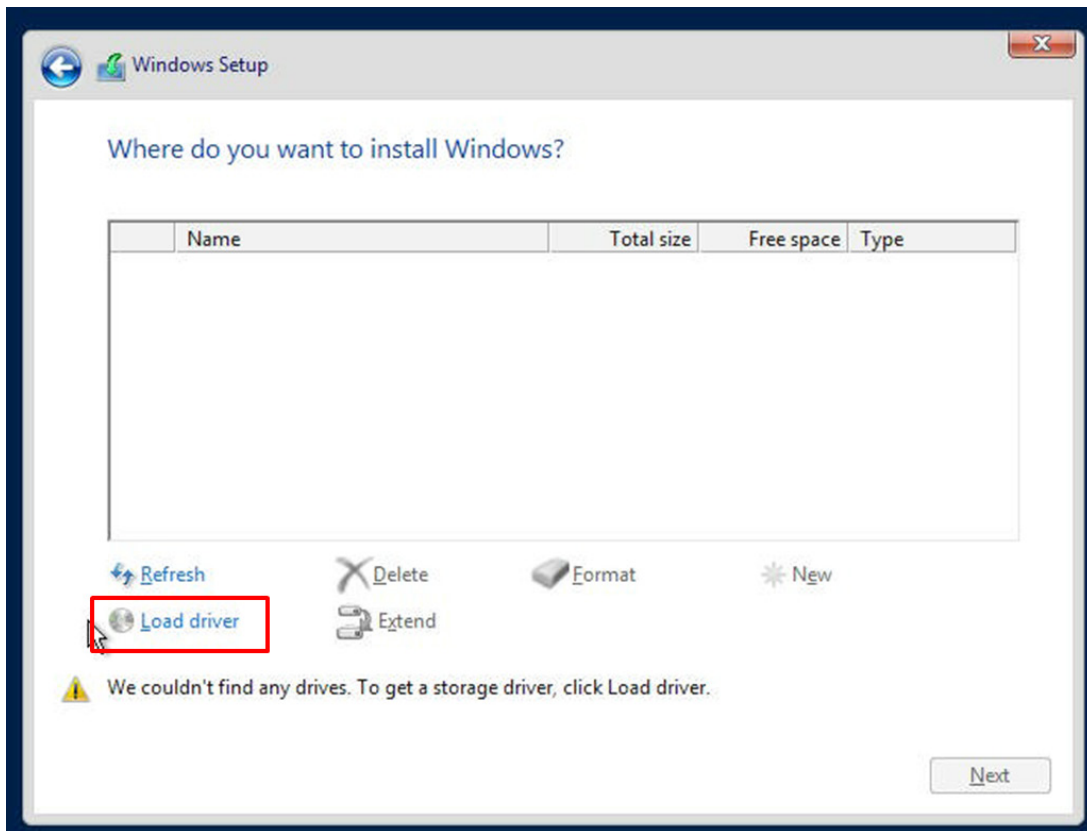 Windows Setup
Where do you want to install Windows?
Name Total size Free space Type
Refresh Delete Format New
Load driver Extend
We couldn't find any drives. To get a storage driver, click Load driver.
Next